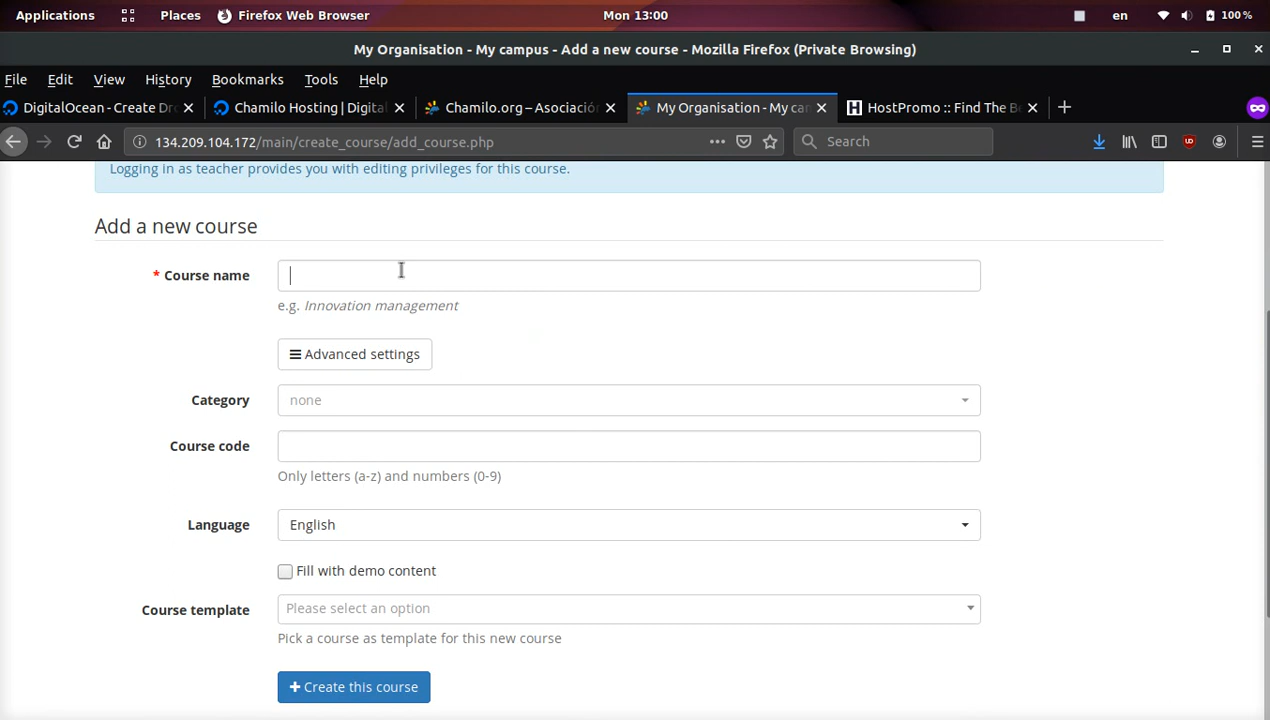 Applications Places Firefox Web Browser Mon 13:00 en 100 %
My Organisation - My campus - Add a new course - Mozilla Firefox (Private Browsing)
File Edit View History Bookmarks Tools Help
DigitalOcean - Create Dro Chamilo Hosting | Digital Chamilo.org – Asociación My Organisation - My cam HostPromo :: Find The Be
134.209.104.172/main/create_course/add_course.php Search
Logging in as teacher provides you with editing privileges for this course.
Add a new course
* Course name
e.g. Innovation management
Advanced settings
Category none
Course code
Only letters (a-z) and numbers (0-9)
Language English
Fill with demo content
Course template Please select an option
Pick a course as template for this new course
Create this course